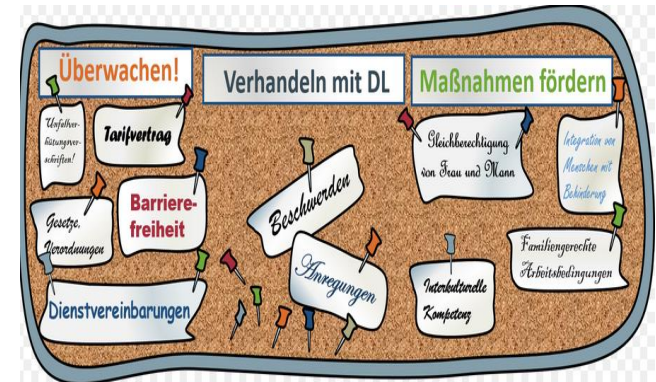 Überwachen!
Verhandeln mit DL
Maßnahmen fördern
Unfallver-
hütungsver-
schriften!
Tarifvertrag
Gesetze,
Verordnungen
Barriere-
freiheit
Dienstvereinbarungen
Beschwerden
Anregungen
Gleichberechtigung
von Frau und Mann
Integration von
Menschen mit
Behinderung
Interkulturelle
Kompetenz
Familiengerechte
Arbeitsbedingungen